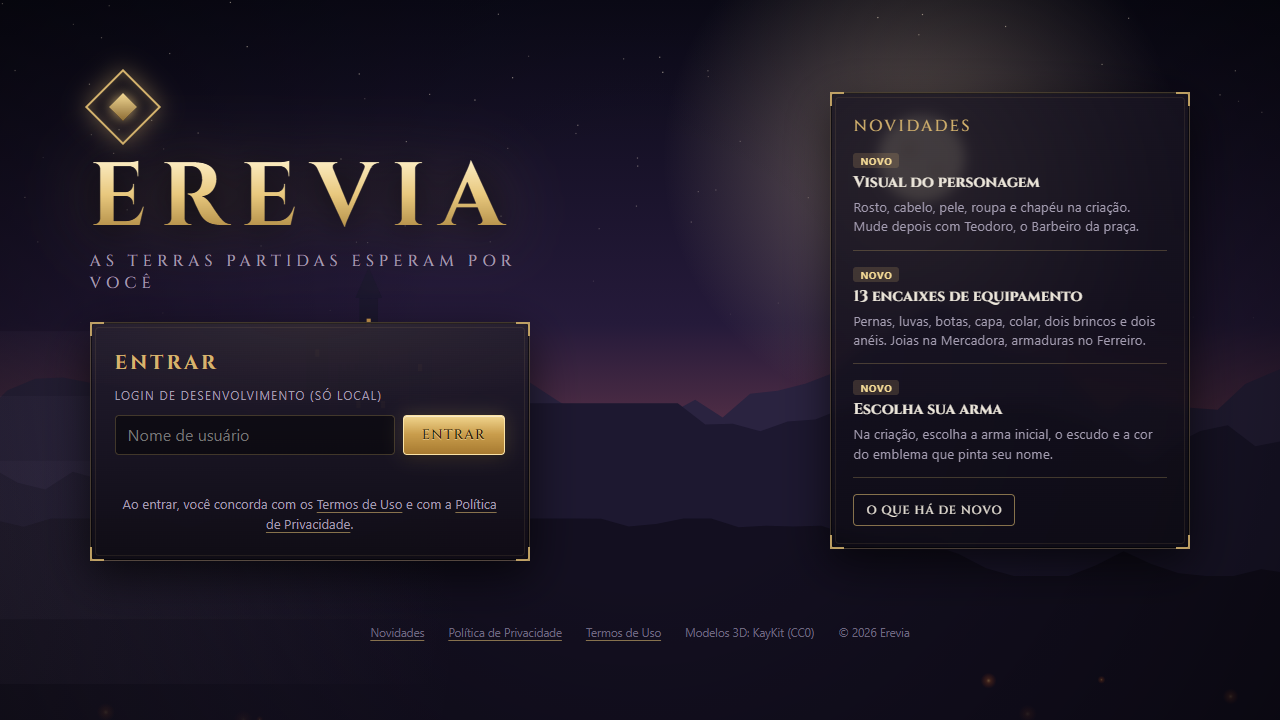 EREVIA
AS TERRAS PARTIDAS ESPERAM POR
VOCÊ
ENTRAR
LOGIN DE DESENVOLVIMENTO (SÓ LOCAL)
Nome de usuário
ENTRAR
Ao entrar, você concorda com os Termos de Uso e com a Política
de Privacidade.
NOVIDADES
NOVO
Visual do personagem
Rosto, cabelo, pele, roupa e chapéu na criação.
Mude depois com Teodoro, o Barbeiro da praça.
NOVO
13 encaixes de equipamento
Pernas, luvas, botas, capa, colar, dois brincos e dois
anéis. Joias na Mercadora, armaduras no Ferreiro.
NOVO
Escolha sua arma
Na criação, escolha a arma inicial, o escudo e a cor
do emblema que pinta seu nome.
O QUE HÁ DE NOVO
Novidades
Política de Privacidade
Termos de Uso
Modelos 3D: KayKit (CC0)
© 2026 Erevia